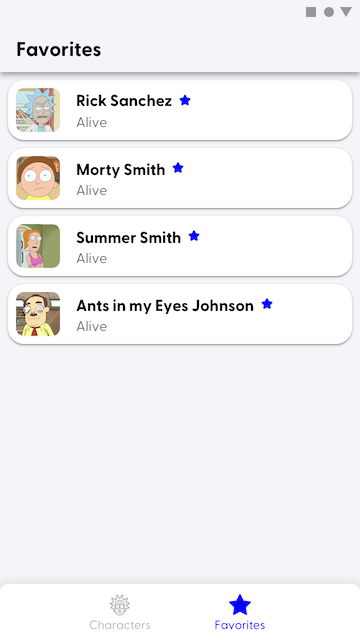 Favorites
Rick Sanchez
Alive
Morty Smith
Alive
Summer Smith
Alive
Ants in my Eyes Johnson
Alive
Characters
Favorites